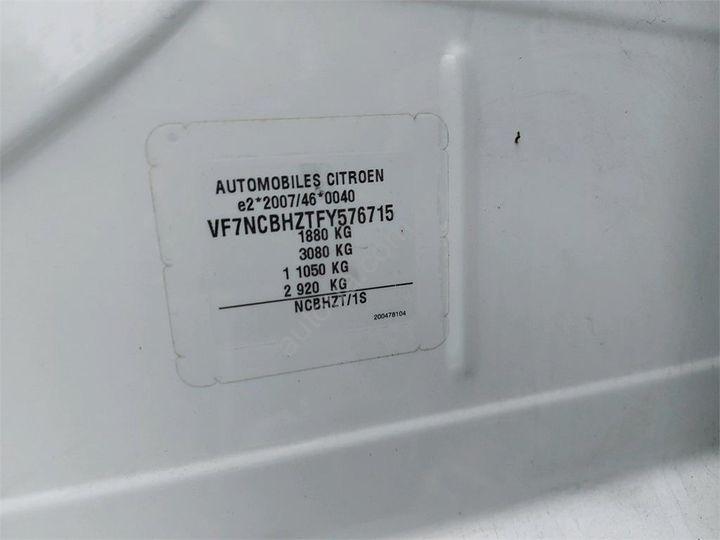 AUTOMOBILES CITROEN
e2*2007/46*0040
VF7NCBHZTFY576715
1880 KG
3080 KG
1 1050 KG
2 920 KG
NCBHZT/1S
200478104